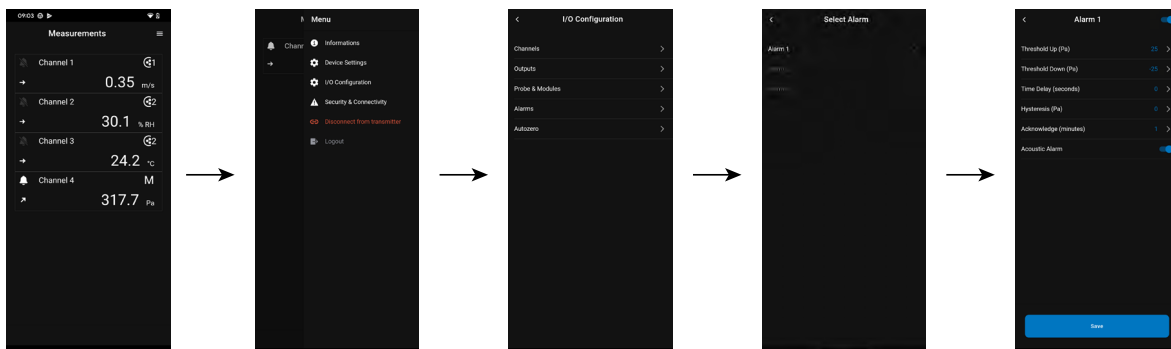 09:03
Measurements
Channel 1 1
0.35 m/s
Channel 2 2
30.1 % RH
Channel 3 2
24.2 °C
Channel 4 M
317.7 Pa
Menu
Chann
Informations
Device Settings
I/O Configuration
Security & Connectivity
Disconnect from transmitter
Logout
I/O Configuration
Channels
Outputs
Probe & Modules
Alarms
Autozero
Select Alarm
Alarm 1
Alarm 1
Threshold Up (Pa) 25
Threshold Down (Pa) -25
Time Delay (seconds) 0
Hysteresis (Pa) 0
Acknowledge (minutes) 1
Acoustic Alarm
Save